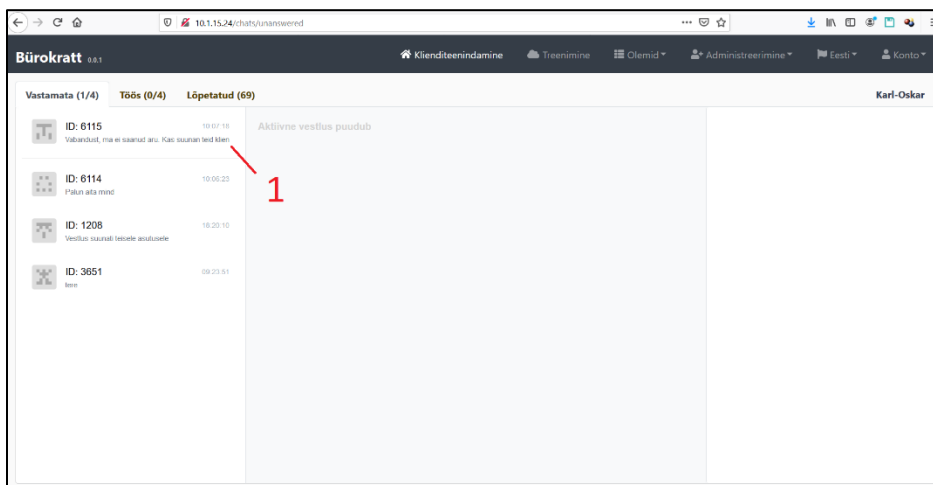 10.1.15.24/chats/unanswered
Bürokratt 0.0.1
Klienditeenindamine
Treenimine
Olemid
Administreerimine
Eesti
Konto
Vastamata (1/4)
Töös (0/4)
Lõpetatud (69)
Karl-Oskar
ID: 6115
10:07:18
Vabandust, ma ei saanud aru. Kas suunan teid klien
Aktiivne vestlus puudub
1
ID: 6114
10:05:23
Palun aita mind
ID: 1208
18:20:10
Vestlus suunati teisele asutusele
ID: 3651
09:23:51